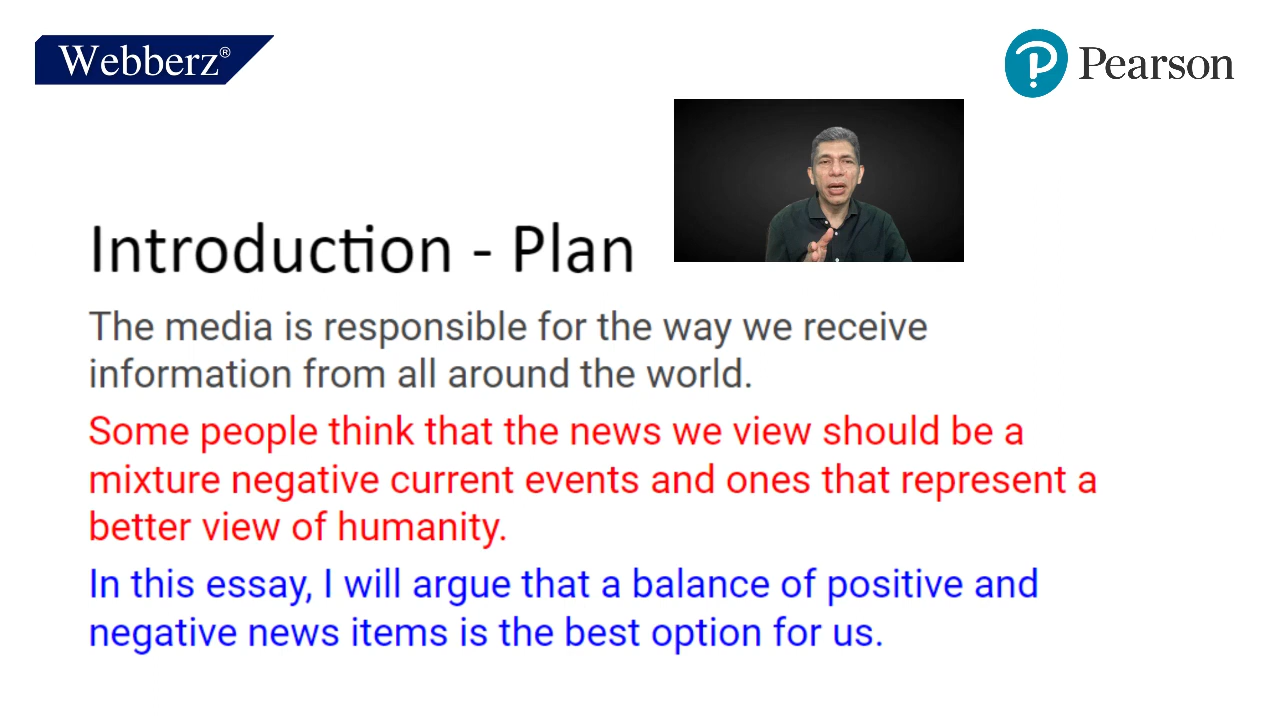 Webberz®
Pearson
Introduction - Plan
The media is responsible for the way we receive
information from all around the world.
Some people think that the news we view should be a
mixture negative current events and ones that represent a
better view of humanity.
In this essay, I will argue that a balance of positive and
negative news items is the best option for us.